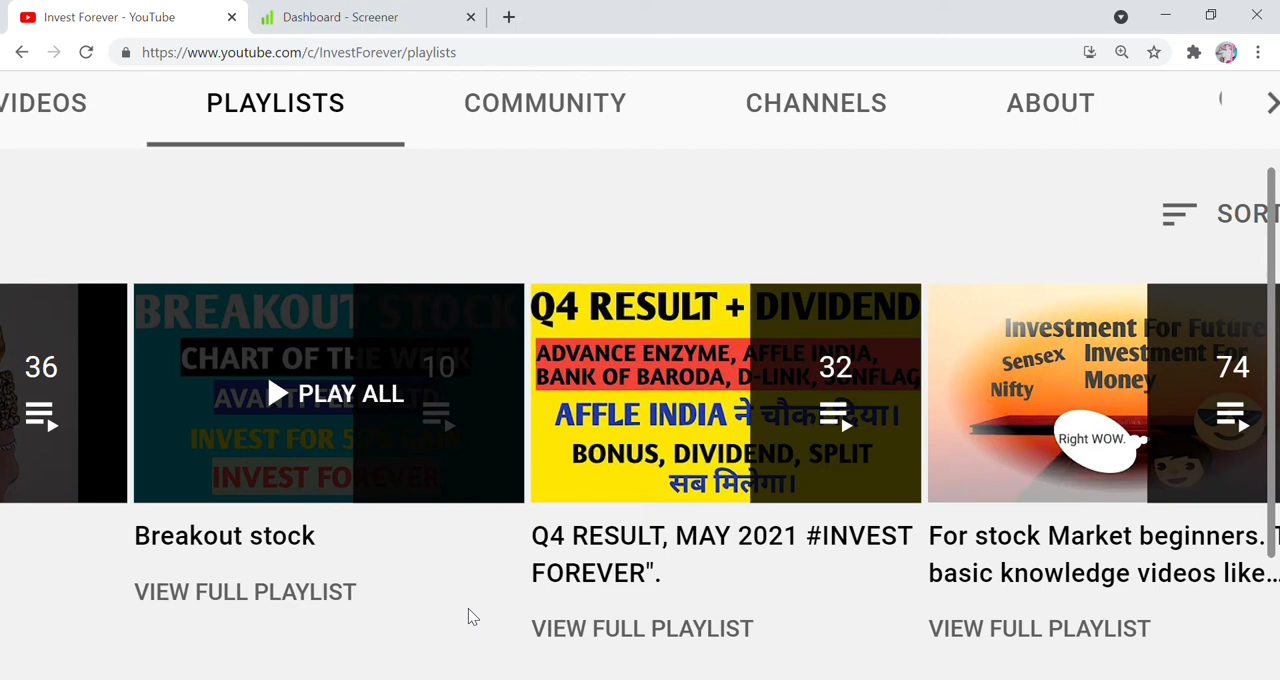 Invest Forever - YouTube
Dashboard - Screener
https://www.youtube.com/c/InvestForever/playlists
VIDEOS
PLAYLISTS
COMMUNITY
CHANNELS
ABOUT
SORT
36
BREAKOUT STOCK
CHART OF THE WEEK
10
PLAY ALL
INVEST FOREVER
Q4 RESULT + DIVIDEND
ADVANCE ENZYME, AFFLE INDIA,
BANK OF BARODA, D-LINK, SUNFLAG
32
AFFLE INDIA ने चौका दिया।
BONUS, DIVIDEND, SPLIT
सब मिलेगा।
Investment For Future
Sensex
Investment For
Money
Nifty
74
Right WOW.
Breakout stock
VIEW FULL PLAYLIST
Q4 RESULT, MAY 2021 #INVEST
FOREVER".
VIEW FULL PLAYLIST
For stock Market beginners.
basic knowledge videos like...
VIEW FULL PLAYLIST